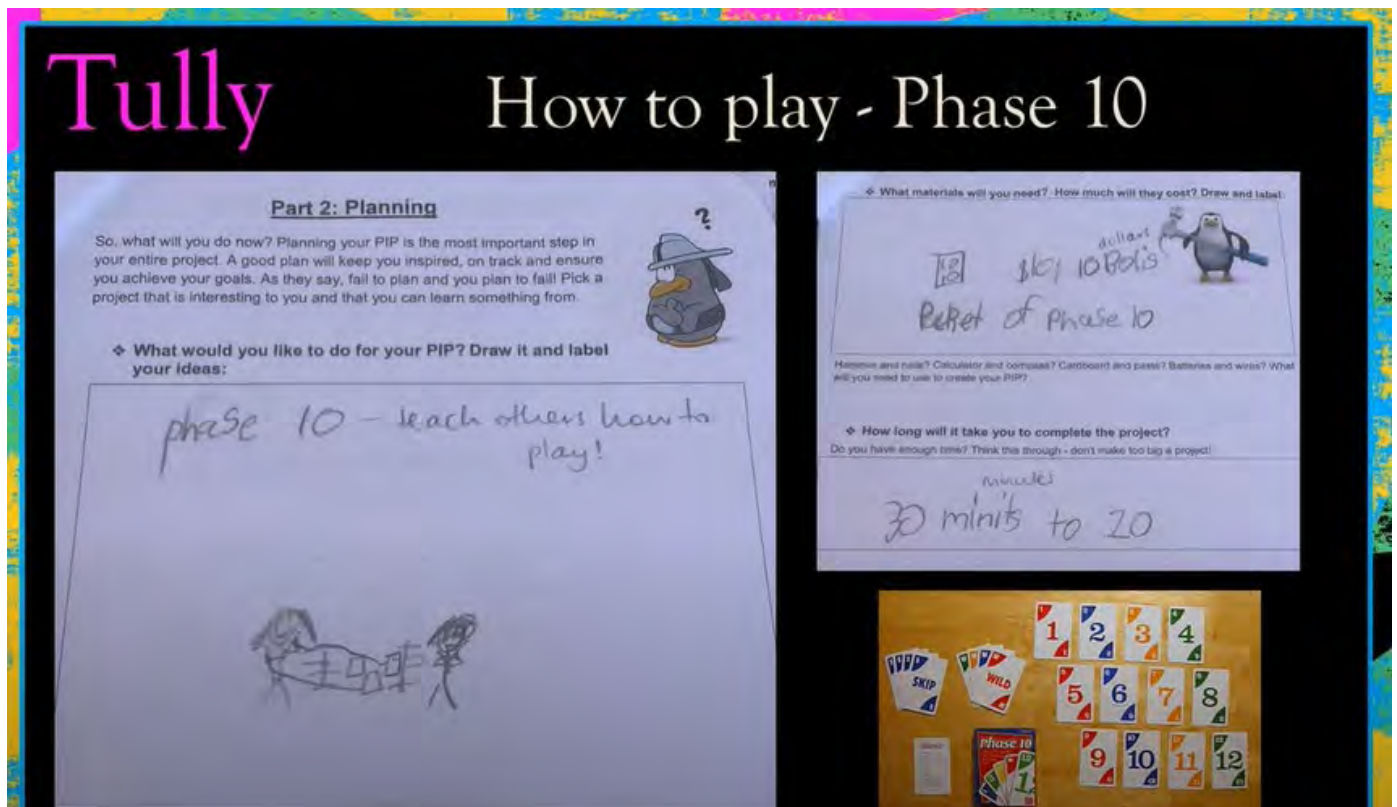 Tully
How to play - Phase 10
Part 2: Planning
So, what will you do now? Planning your PIP is the most important step in
your entire project. A good plan will keep you inspired, on track and ensure
you achieve your goals. As they say, fail to plan and you plan to fail! Pick a
project that is interesting to you and that you can learn something from.
❖ What would you like to do for your PIP? Draw it and label
your ideas:
phase 10 - teach others how to
play!
?
❖ What materials will you need? How much will they cost? Draw and label:
dollars
10
of phase 10
Hammer and nails? Calculator and compass? Cardboard and paste? Batteries and wires? What
will you need to use to create your PIP?
❖ How long will it take you to complete the project?
Do you have enough time? Think this through - don't make too big a project!
minutes
30 minits to 20
1 2 3 4
SKIP WILD
5 6 7 8
Phase 10
9 10 11 12